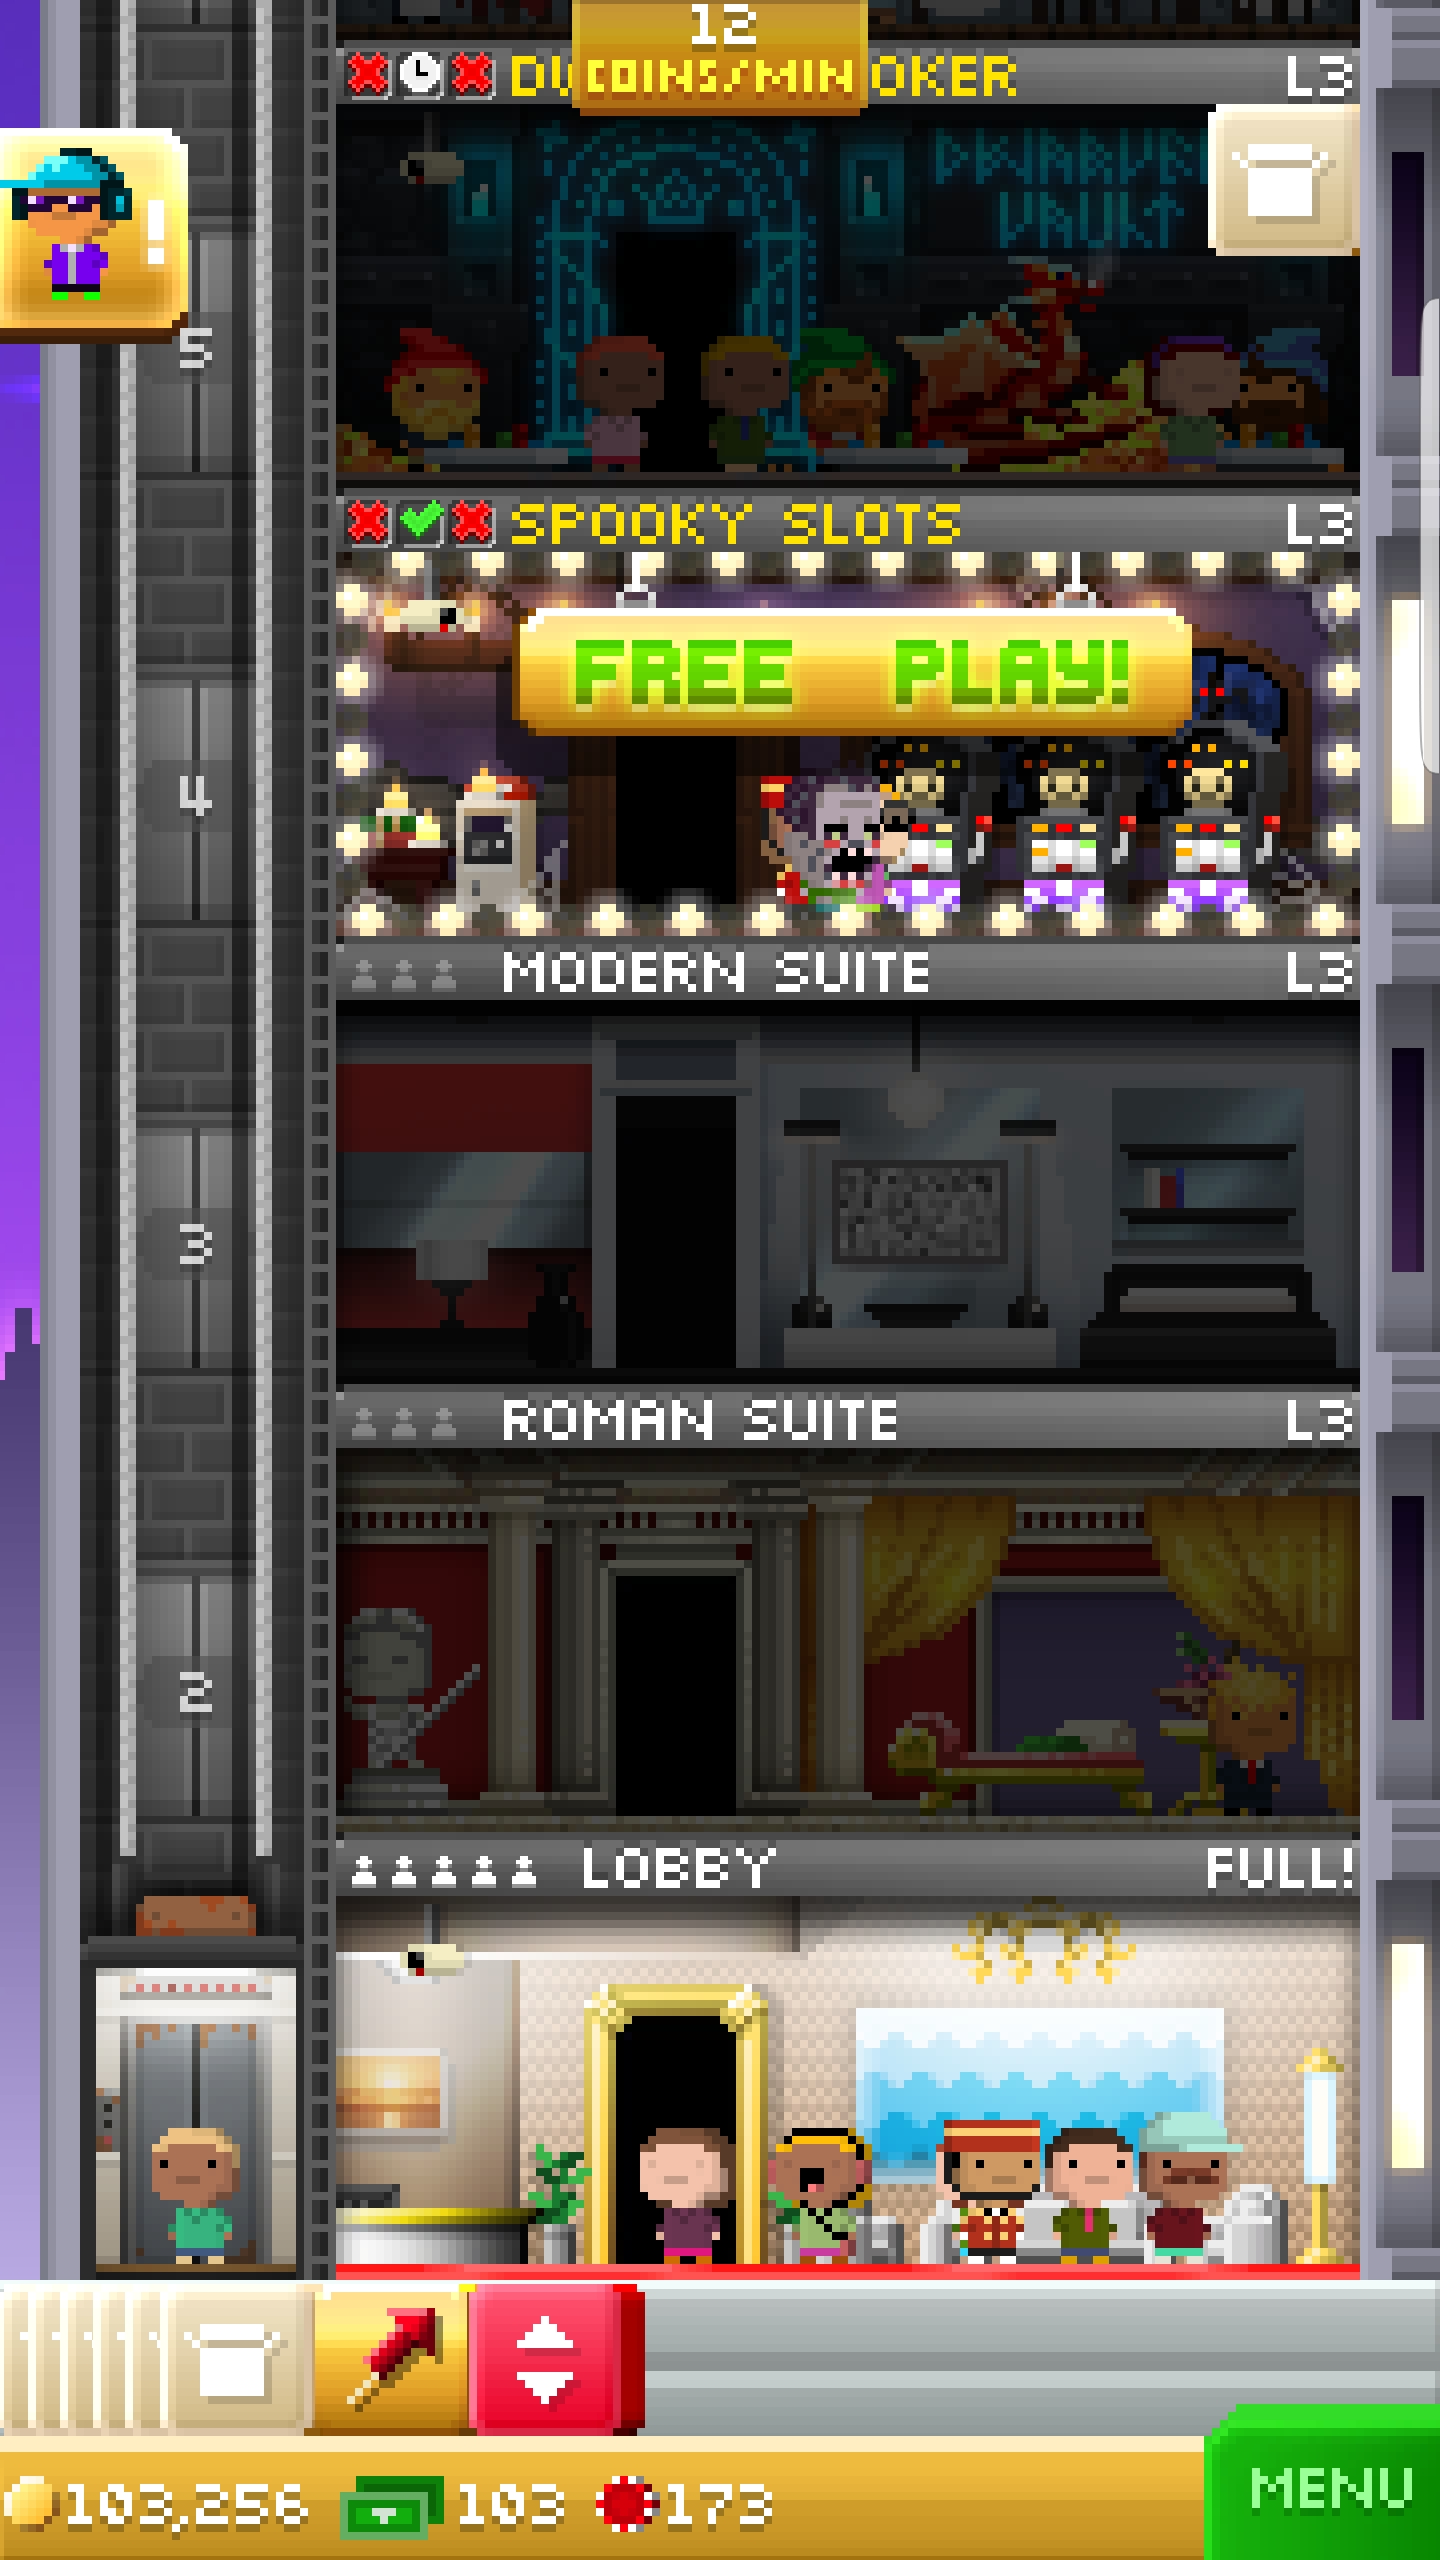 12
COINS/MIN
OKER
L3
DWARVEN
VAULT
!
5
SPOOKY SLOTS
L3
FREE PLAY!
4
MODERN SUITE
L3
3
ROMAN SUITE
L3
2
LOBBY
FULL!
103,256
103
173
MENU